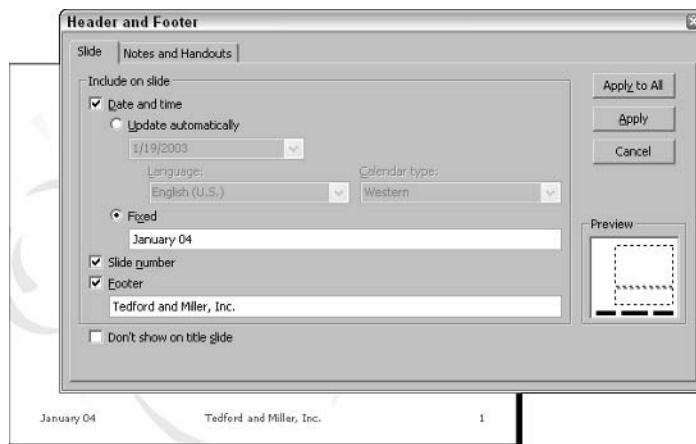 Header and Footer
Slide
Notes and Handouts
Include on slide
Date and time
Update automatically
1/19/2003
Language:
Calendar type:
English (U.S.)
Western
Fixed
January 04
Slide number
Footer
Tedford and Miller, Inc.
Don't show on title slide
Apply to All
Apply
Cancel
Preview
January 04 Tedford and Miller, Inc. 1